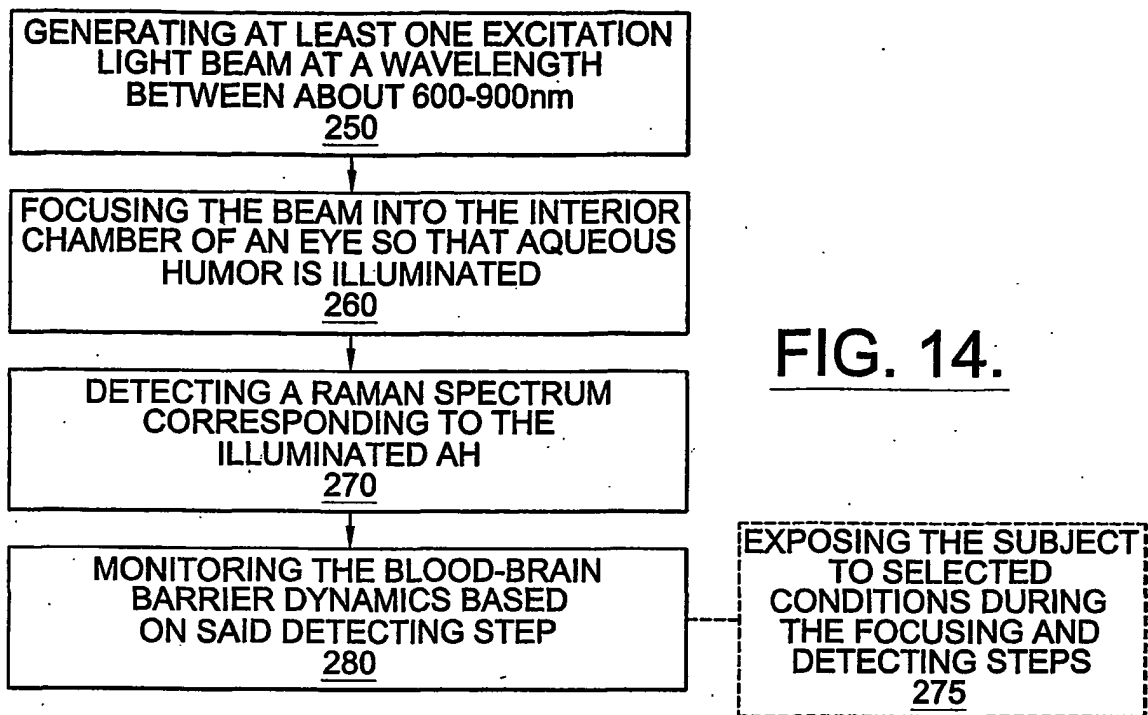 GENERATING AT LEAST ONE EXCITATION
LIGHT BEAM AT A WAVELENGTH
BETWEEN ABOUT 600-900nm
250
FOCUSING THE BEAM INTO THE INTERIOR
CHAMBER OF AN EYE SO THAT AQUEOUS
HUMOR IS ILLUMINATED
260
DETECTING A RAMAN SPECTRUM
CORRESPONDING TO THE
ILLUMINATED AH
270
MONITORING THE BLOOD-BRAIN
BARRIER DYNAMICS BASED
ON SAID DETECTING STEP
280
EXPOSING THE SUBJECT
TO SELECTED
CONDITIONS DURING
THE FOCUSING AND
DETECTING STEPS
275
FIG. 14.